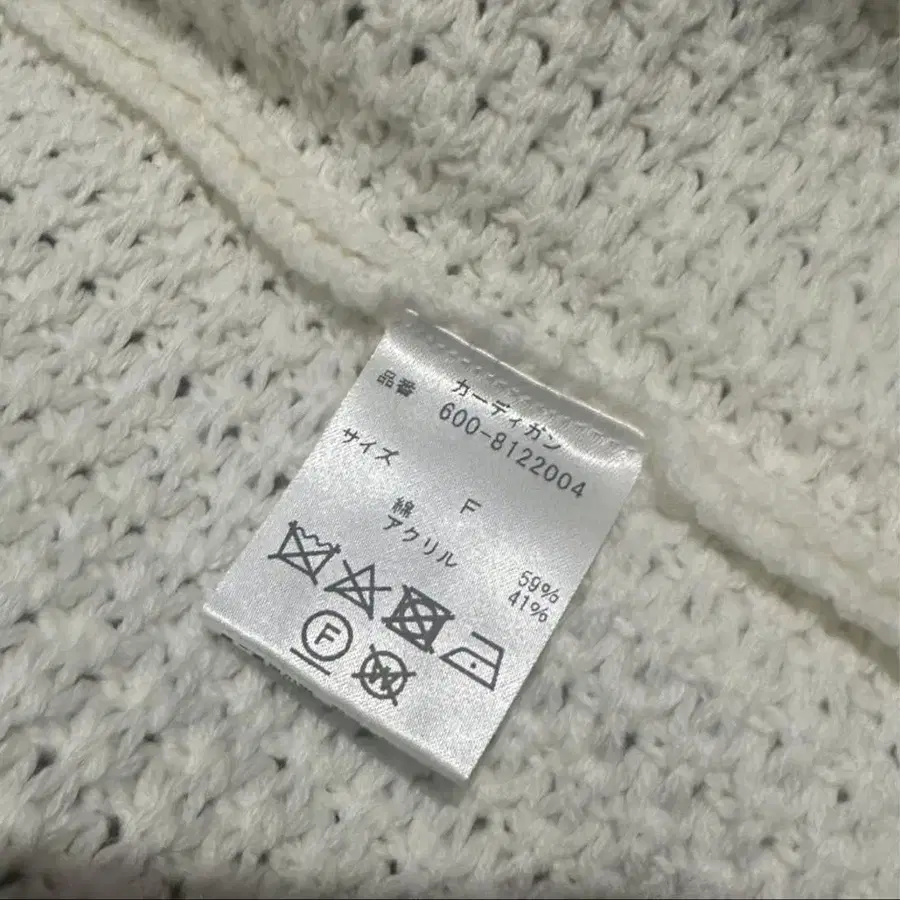 カーディガン
品番 600-8122004
サイズ F
綿 59%
アクリル 41%
F
W